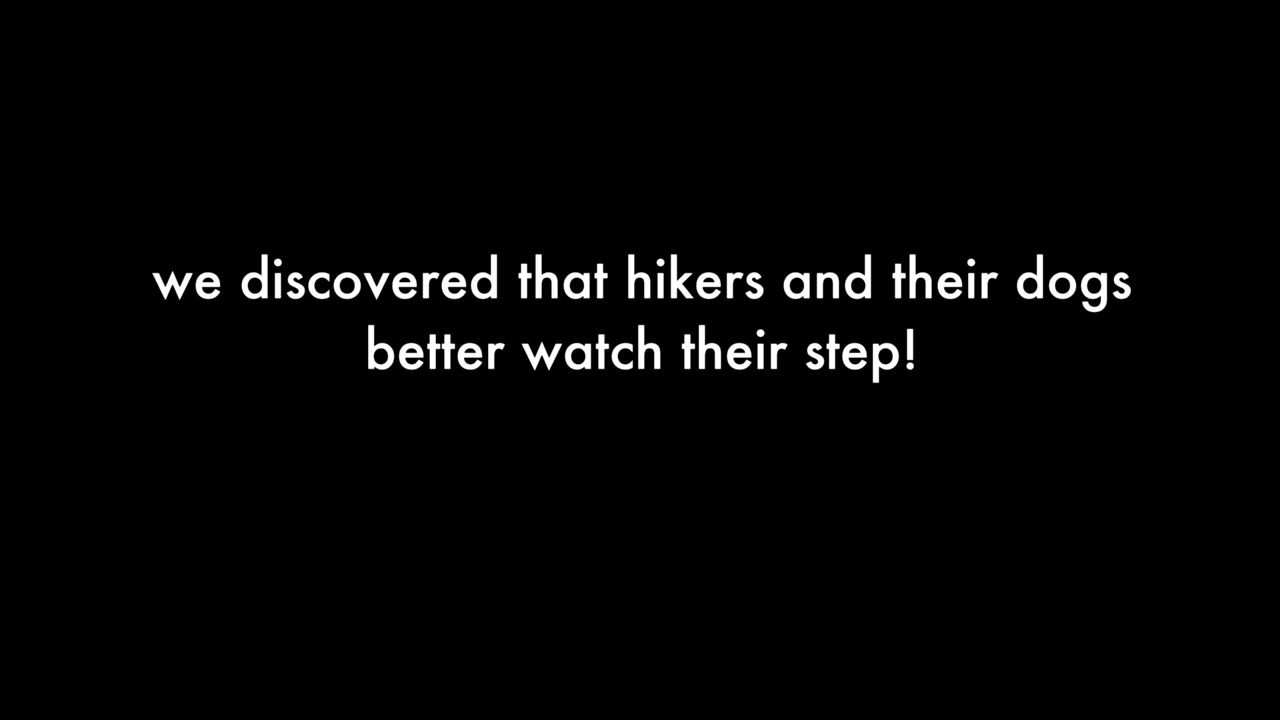 we discovered that hikers and their dogs
better watch their step!